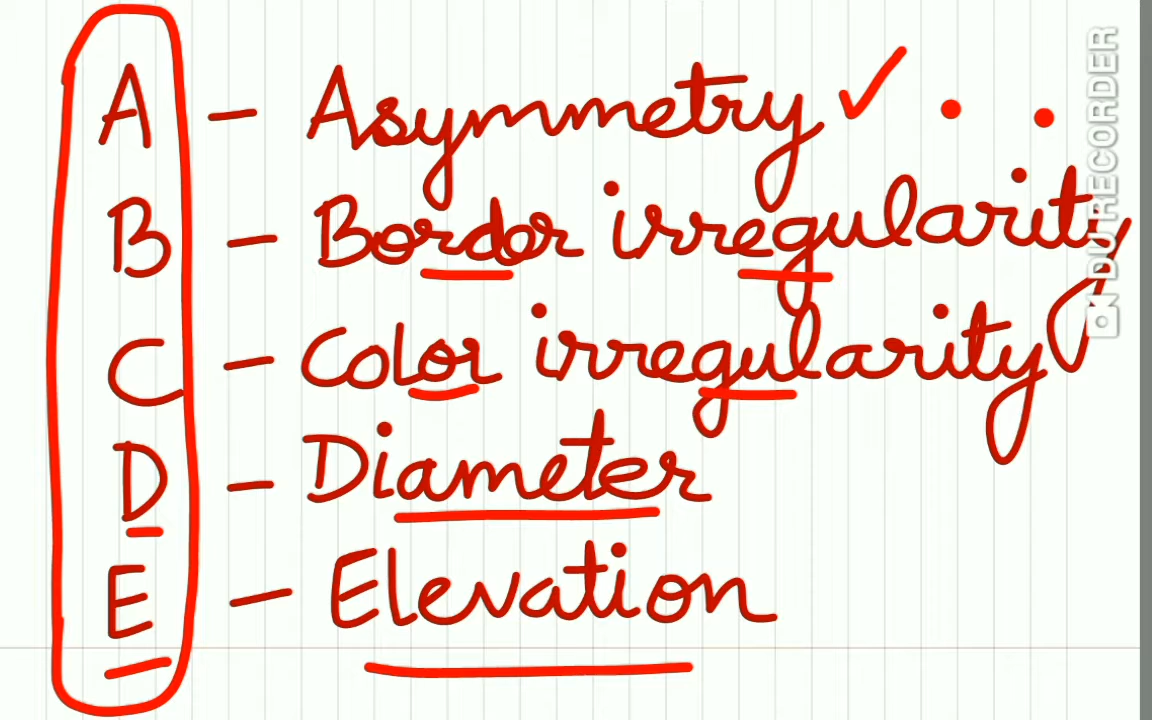 A - Asymmetry ✓ . .
B - Border irregularity
C - Color irregularity
D - Diameter
E - Elevation
DU RECORDER